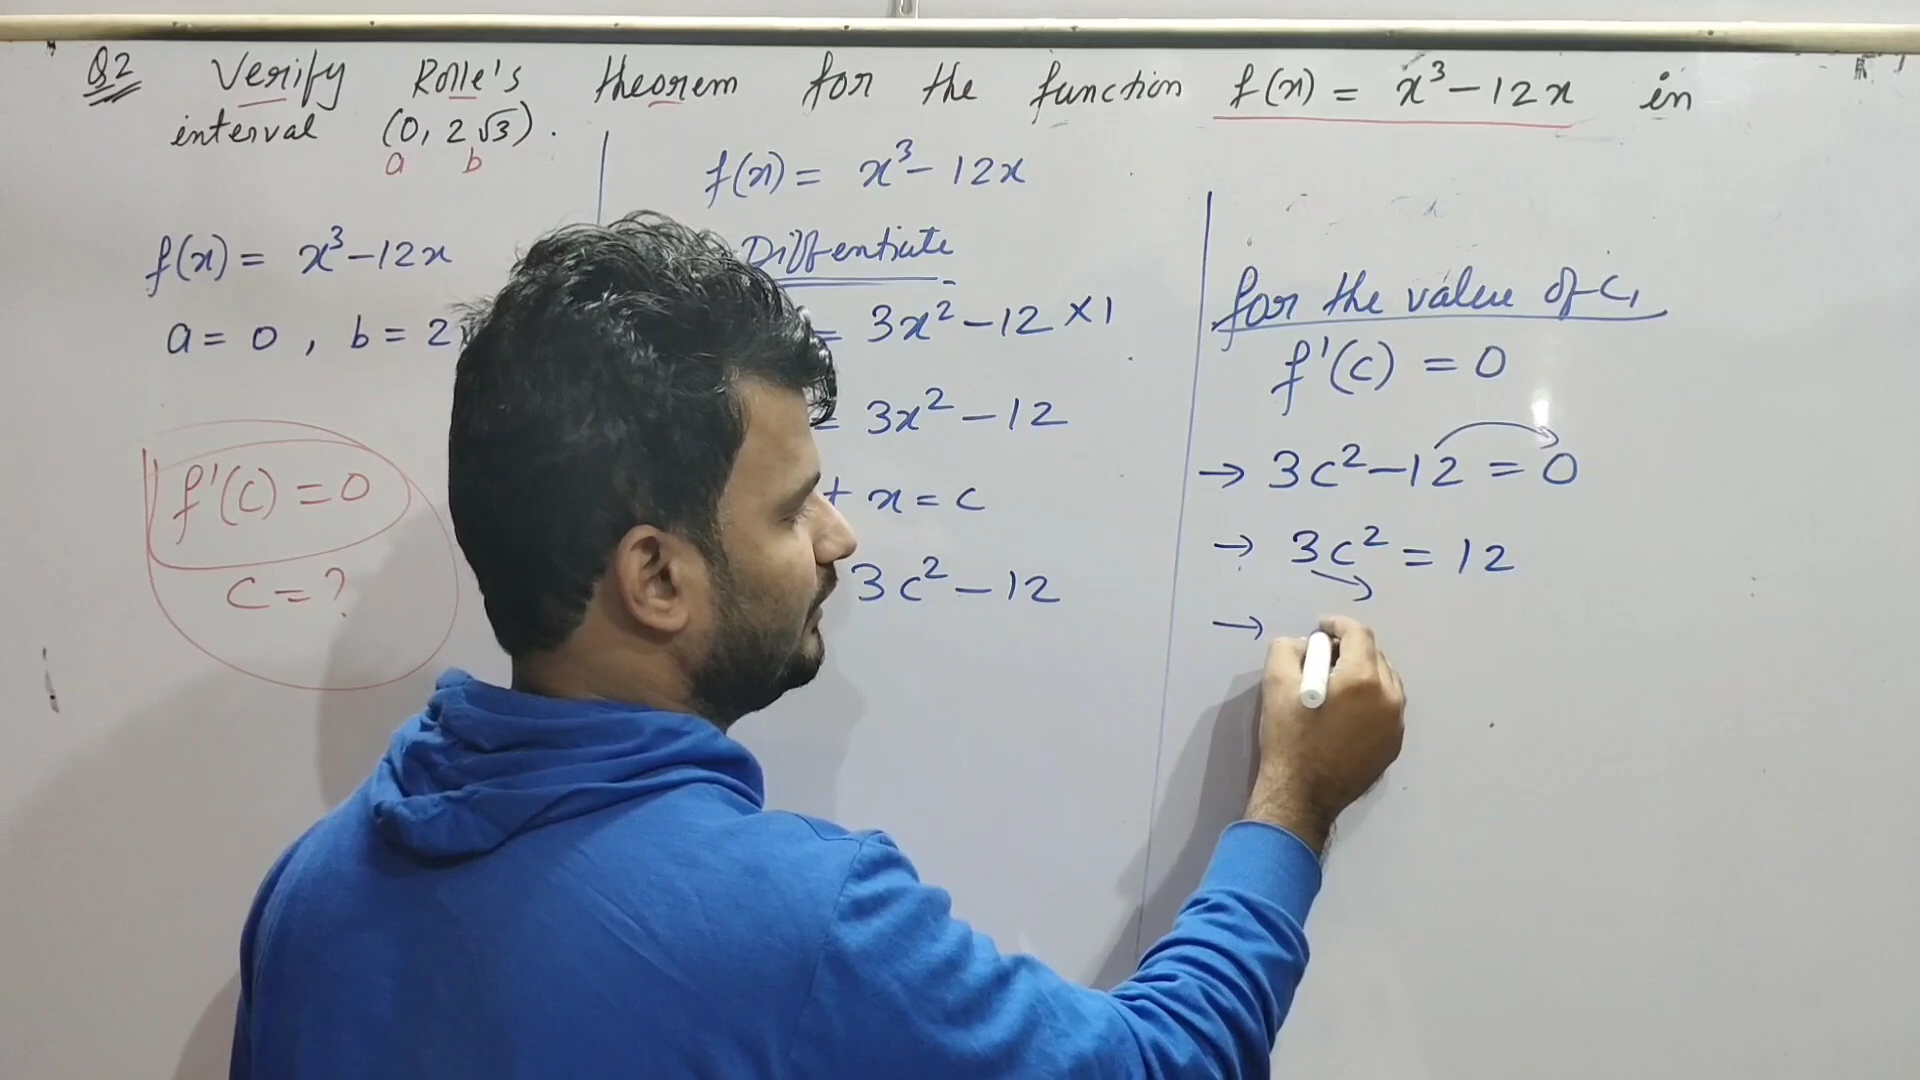 Q2 Verify Rolle's theorem for the function f(x) = x³-12x in
interval (0, 2√3).
a b
f(x) = x³-12x
a = 0 , b = 2
f'(c) = 0
c = ?
f(x) = x³-12x
Diffentiate
= 3x²-12×1
= 3x²-12
x = c
3c²-12
for the value of c,
f'(c) = 0
→ 3c²-12 = 0
→ 3c² = 12
→